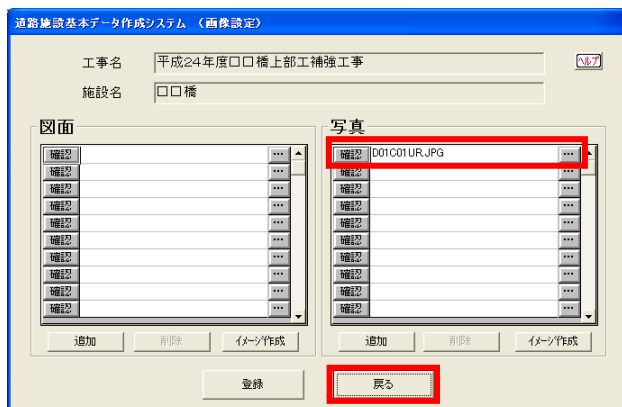 道路施設基本データ作成システム （画像設定）
工事名 平成24年度口口橋上部工補強工事 ヘルプ
施設名 口口橋
図面 写真
確認 ... 確認 D01C01UR.JPG ...
確認 ... 確認 ...
確認 ... 確認 ...
確認 ... 確認 ...
確認 ... 確認 ...
確認 ... 確認 ...
確認 ... 確認 ...
確認 ... 確認 ...
確認 ... 確認 ...
確認 ... 確認 ...
追加 削除 イメージ作成 追加 削除 イメージ作成
登録 戻る